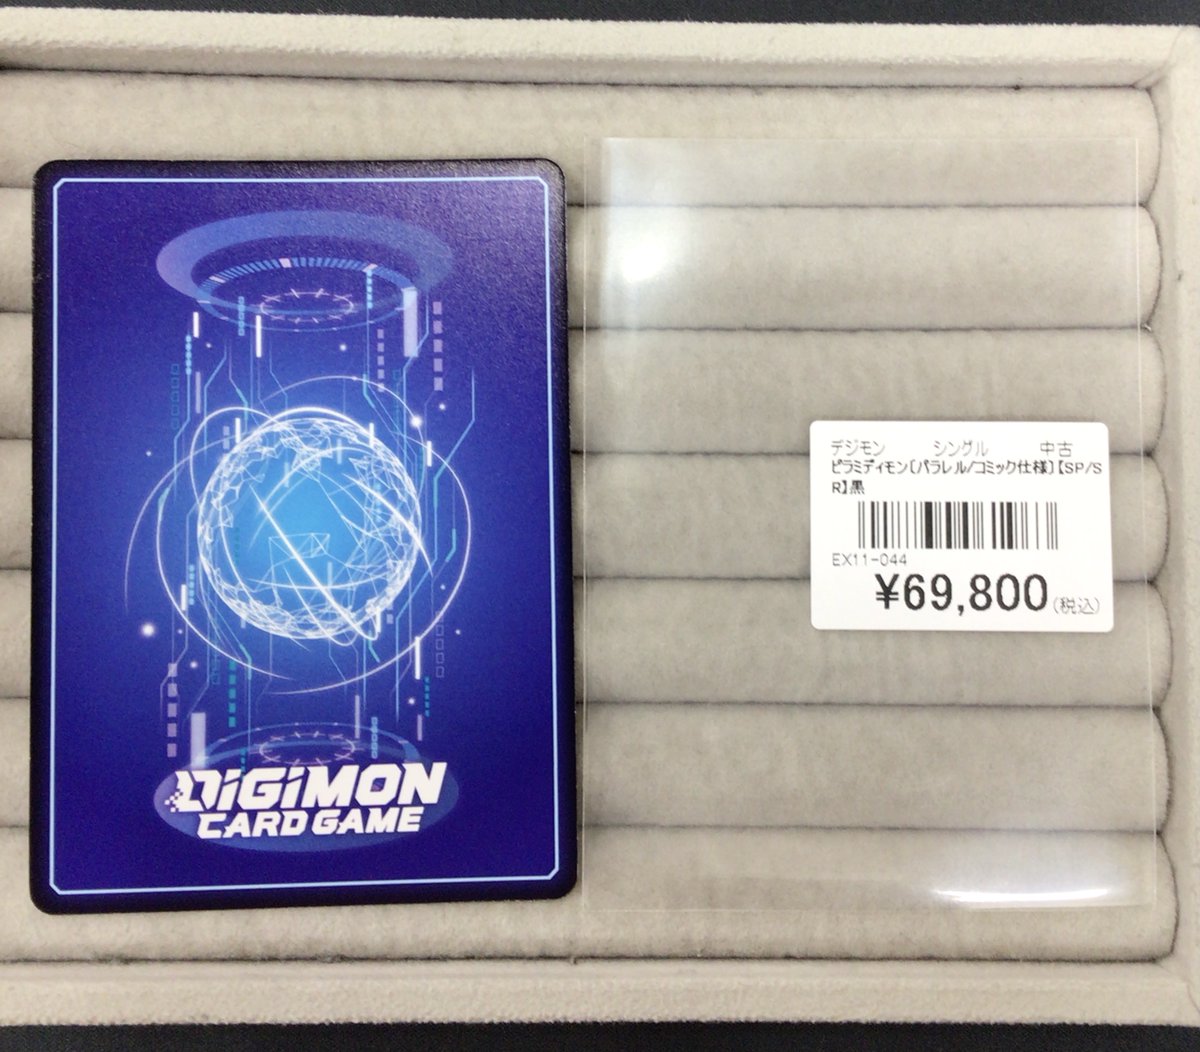 DiGiMON
CARD GAME
デジモン シングル 中古
ピラミディモン〔パラレル/コミック仕様〕【SP/S
R】黒
EX11-044
¥69,800(税込)